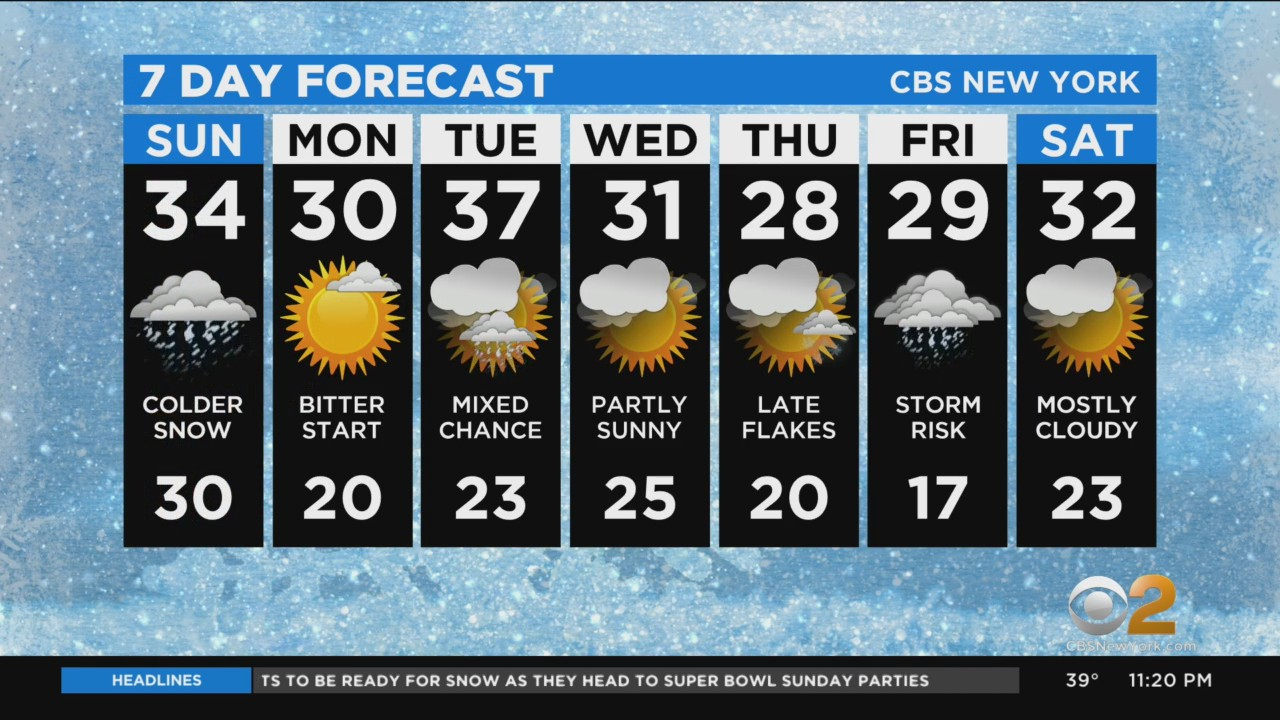 7 DAY FORECAST
CBS NEW YORK
SUN MON TUE WED THU FRI SAT
34 30 37 31 28 29 32
COLDER BITTER MIXED PARTLY LATE STORM MOSTLY
SNOW START CHANCE SUNNY FLAKES RISK CLOUDY
30 20 23 25 20 17 23
2
CBSNewYork.com
HEADLINES TS TO BE READY FOR SNOW AS THEY HEAD TO SUPER BOWL SUNDAY PARTIES 39° 11:20 PM